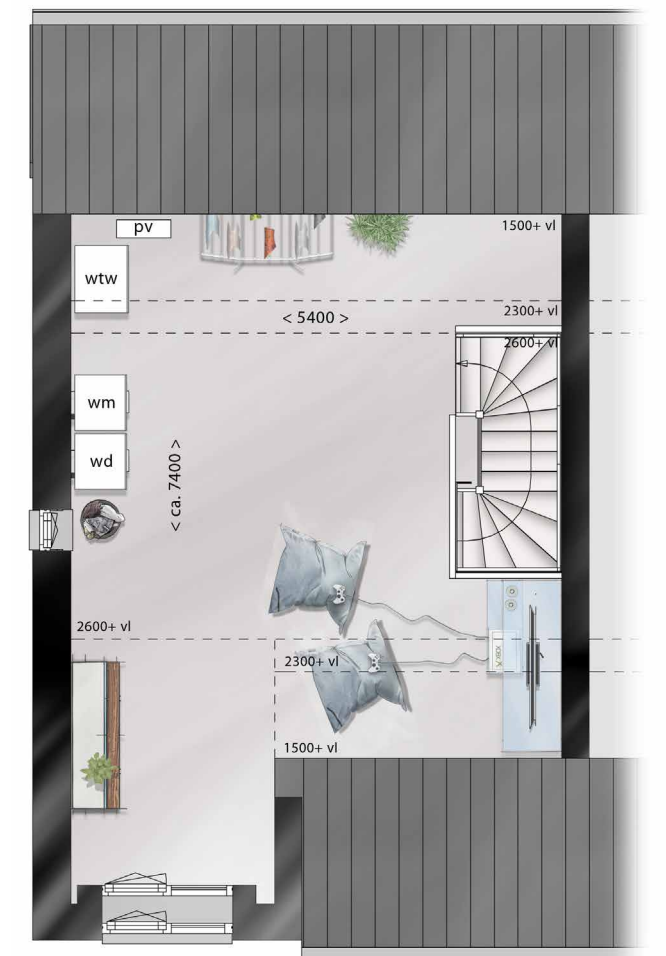 pv
1500+ vl
wtw
2300+ vl
< 5400 >
2600+ vl
wm
wd
< ca. 7400 >
2600+ vl
2300+ vl
XBOX
1500+ vl